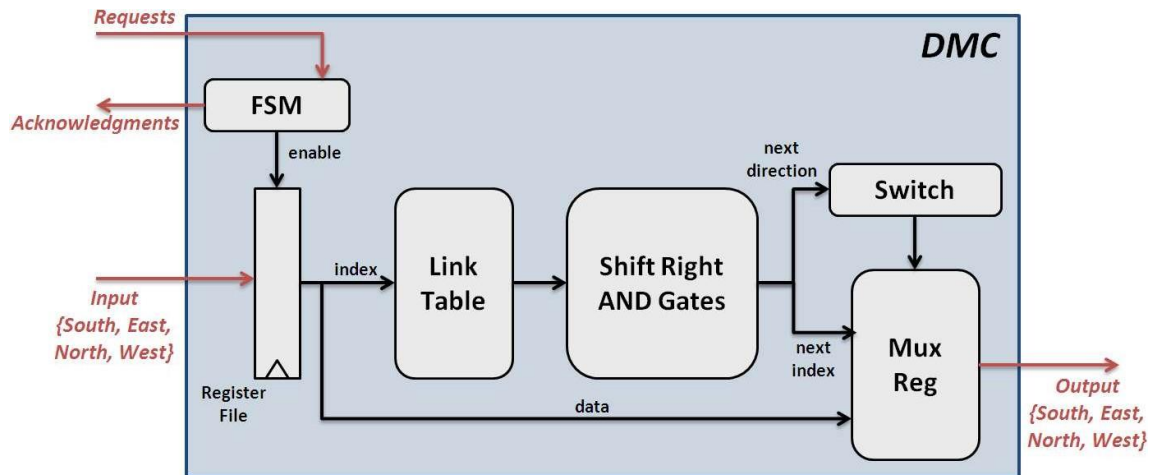 Requests
DMC
FSM
Acknowledgments
enable
next
direction
Switch
index
Link
Table
Shift Right
AND Gates
Input
{South, East,
North, West}
Mux
Reg
next
index
Register
File
data
Output
{South, East,
North, West}